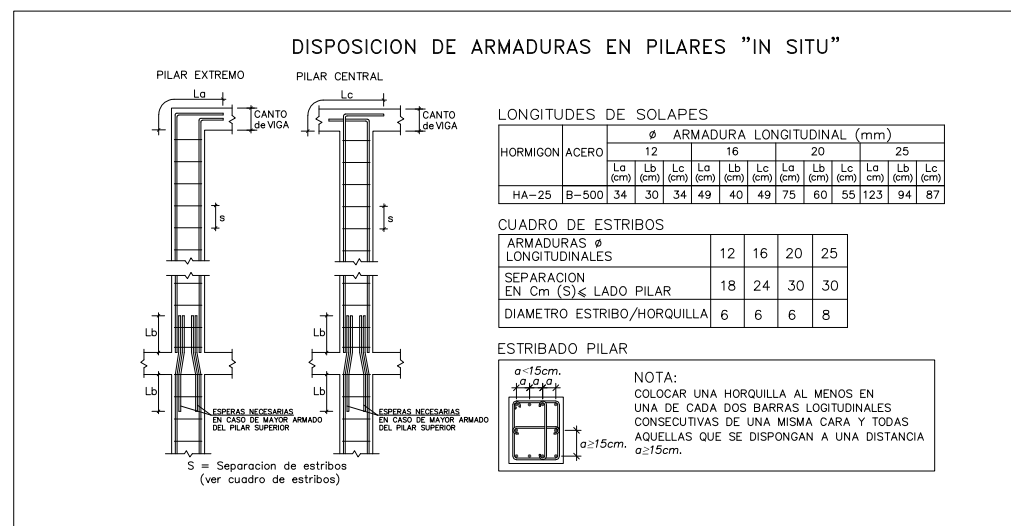 DISPOSICION DE ARMADURAS EN PILARES "IN SITU"
PILAR EXTREMO
La
CANTO
de VIGA
s
Lb
Lb
ESPERAS NECESARIAS
EN CASO DE MAYOR ARMADO
DEL PILAR SUPERIOR
PILAR CENTRAL
Lc
CANTO
de VIGA
s
Lb
Lb
ESPERAS NECESARIAS
EN CASO DE MAYOR ARMADO
DEL PILAR SUPERIOR
S = Separacion de estribos
(ver cuadro de estribos)
LONGITUDES DE SOLAPES
HORMIGON ACERO ø ARMADURA LONGITUDINAL (mm)
12 16 20 25
La (cm) Lb (cm) Lc (cm) La (cm) Lb (cm) Lc (cm) La (cm) Lb (cm) Lc (cm) La (cm) Lb (cm) Lc (cm)
HA-25 B-500 34 30 34 49 40 49 75 60 55 123 94 87
CUADRO DE ESTRIBOS
ARMADURAS ø
LONGITUDINALES 12 16 20 25
SEPARACION
EN Cm (S)⩽ LADO PILAR 18 24 30 30
DIAMETRO ESTRIBO/HORQUILLA 6 6 6 8
ESTRIBADO PILAR
a<15cm.
a a a
a≥15cm.
NOTA:
COLOCAR UNA HORQUILLA AL MENOS EN
UNA DE CADA DOS BARRAS LOGITUDINALES
CONSECUTIVAS DE UNA MISMA CARA Y TODAS
AQUELLAS QUE SE DISPONGAN A UNA DISTANCIA
a≥15cm.